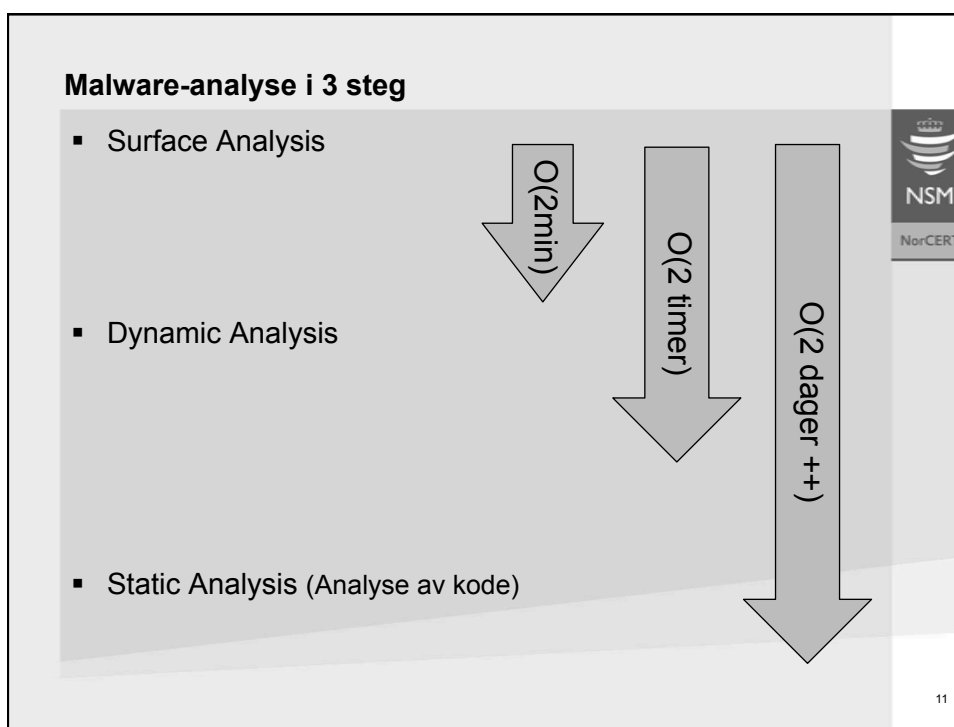 Malware-analyse i 3 steg
▪ Surface Analysis
O(2min)
O(2 timer)
O(2 dager ++)
▪ Dynamic Analysis
▪ Static Analysis (Analyse av kode)
NSM
NorCERT
11